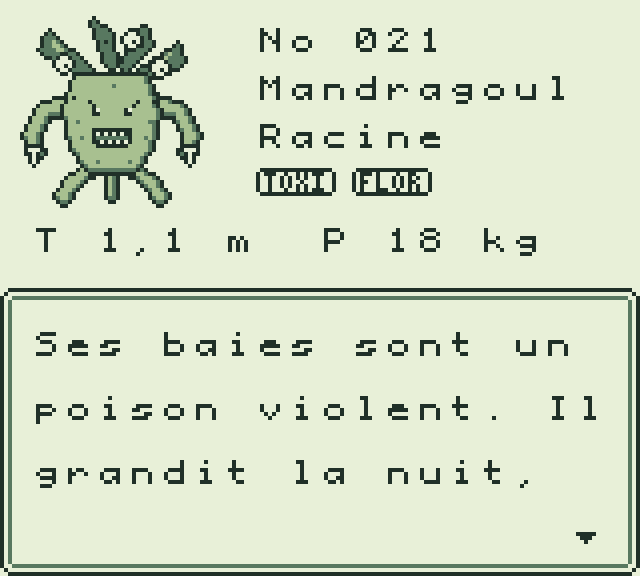 No 021
Mandragoul
Racine
TOXI FLOR
T 1,1 m P 18 kg
Ses baies sont un
poison violent. Il
grandit la nuit,